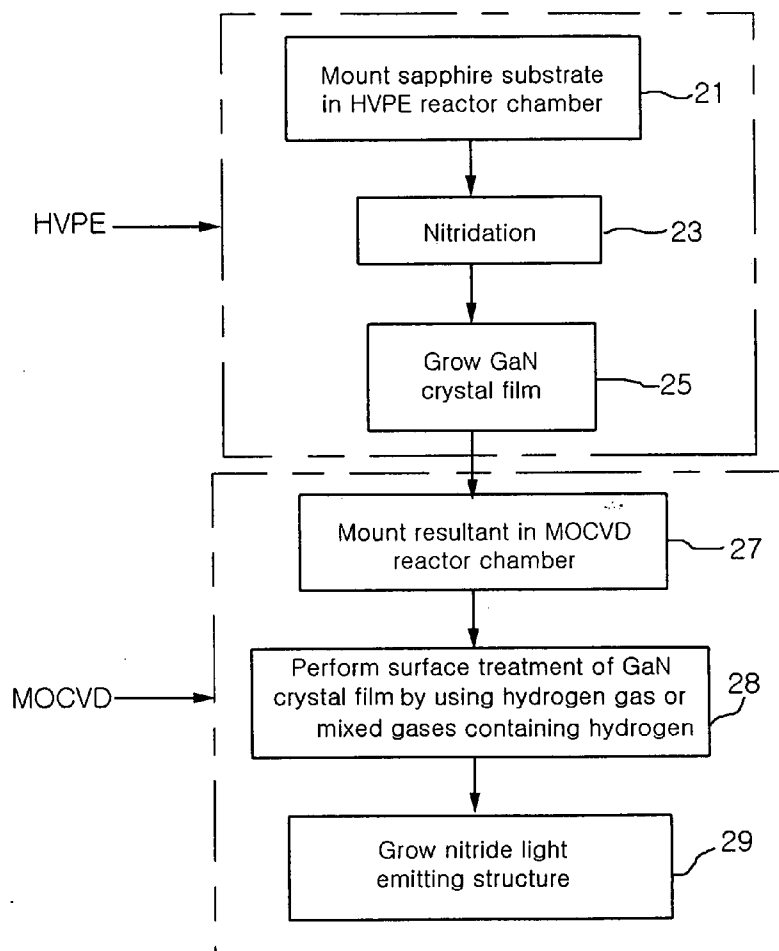 Mount sapphire substrate
in HVPE reactor chamber
21
HVPE
Nitridation
23
Grow GaN
crystal film
25
Mount resultant in MOCVD
reactor chamber
27
MOCVD
Perform surface treatment of GaN
crystal film by using hydrogen gas or
mixed gases containing hydrogen
28
Grow nitride light
emitting structure
29